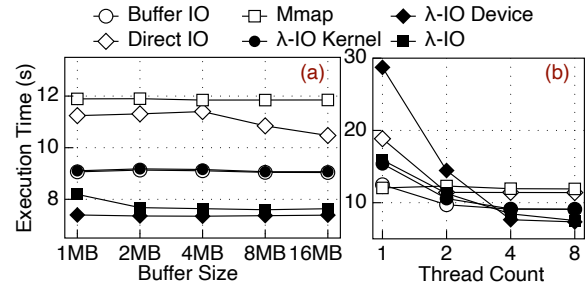 Buffer IO Mmap λ-IO Device
Direct IO λ-IO Kernel λ-IO
Execution Time (s)
12
10
8
(a)
1MB 2MB 4MB 8MB 16MB
Buffer Size
30
20
10
(b)
1 2 4 8
Thread Count